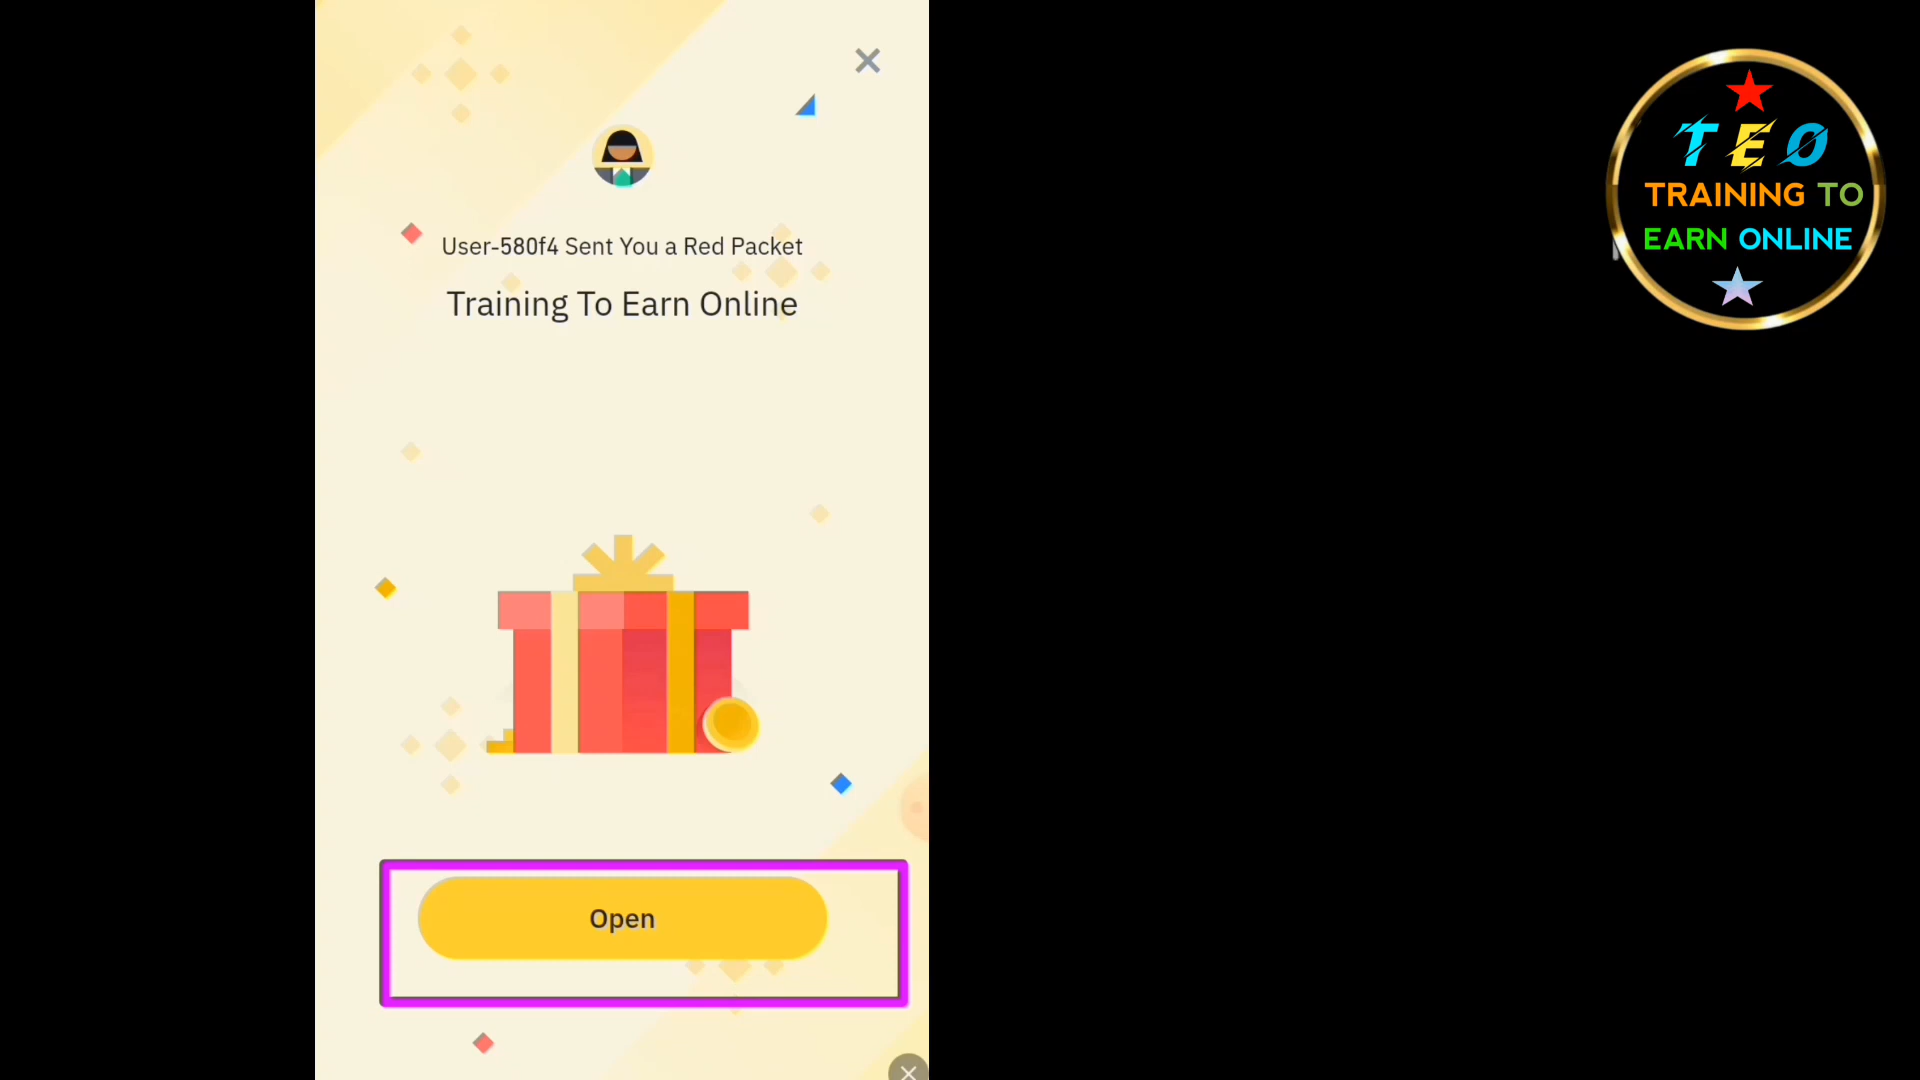 User-580f4 Sent You a Red Packet
Training To Earn Online
Open
TEO
TRAINING TO
EARN ONLINE